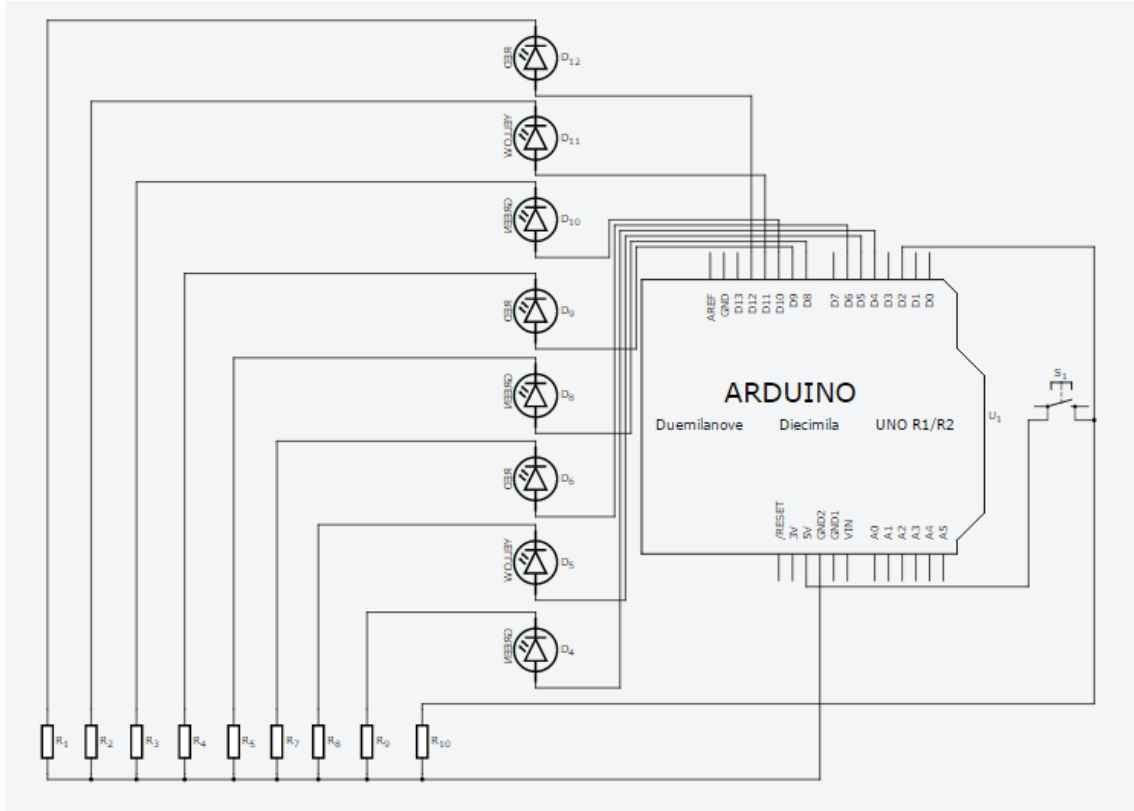 RED D12
YELLOW D11
GREEN D10
RED D9
GREEN D8
RED D6
YELLOW D5
GREEN D4
AREF GND D13 D12 D11 D10 D9 D8 D7 D6 D5 D4 D3 D2 D1 D0
ARDUINO
Duemilanove Diecimila UNO R1/R2
U1
S1
/RESET 3V 5V GND2 GND1 VIN A0 A1 A2 A3 A4 A5
R1 R2 R3 R4 R5 R7 R8 R9 R10